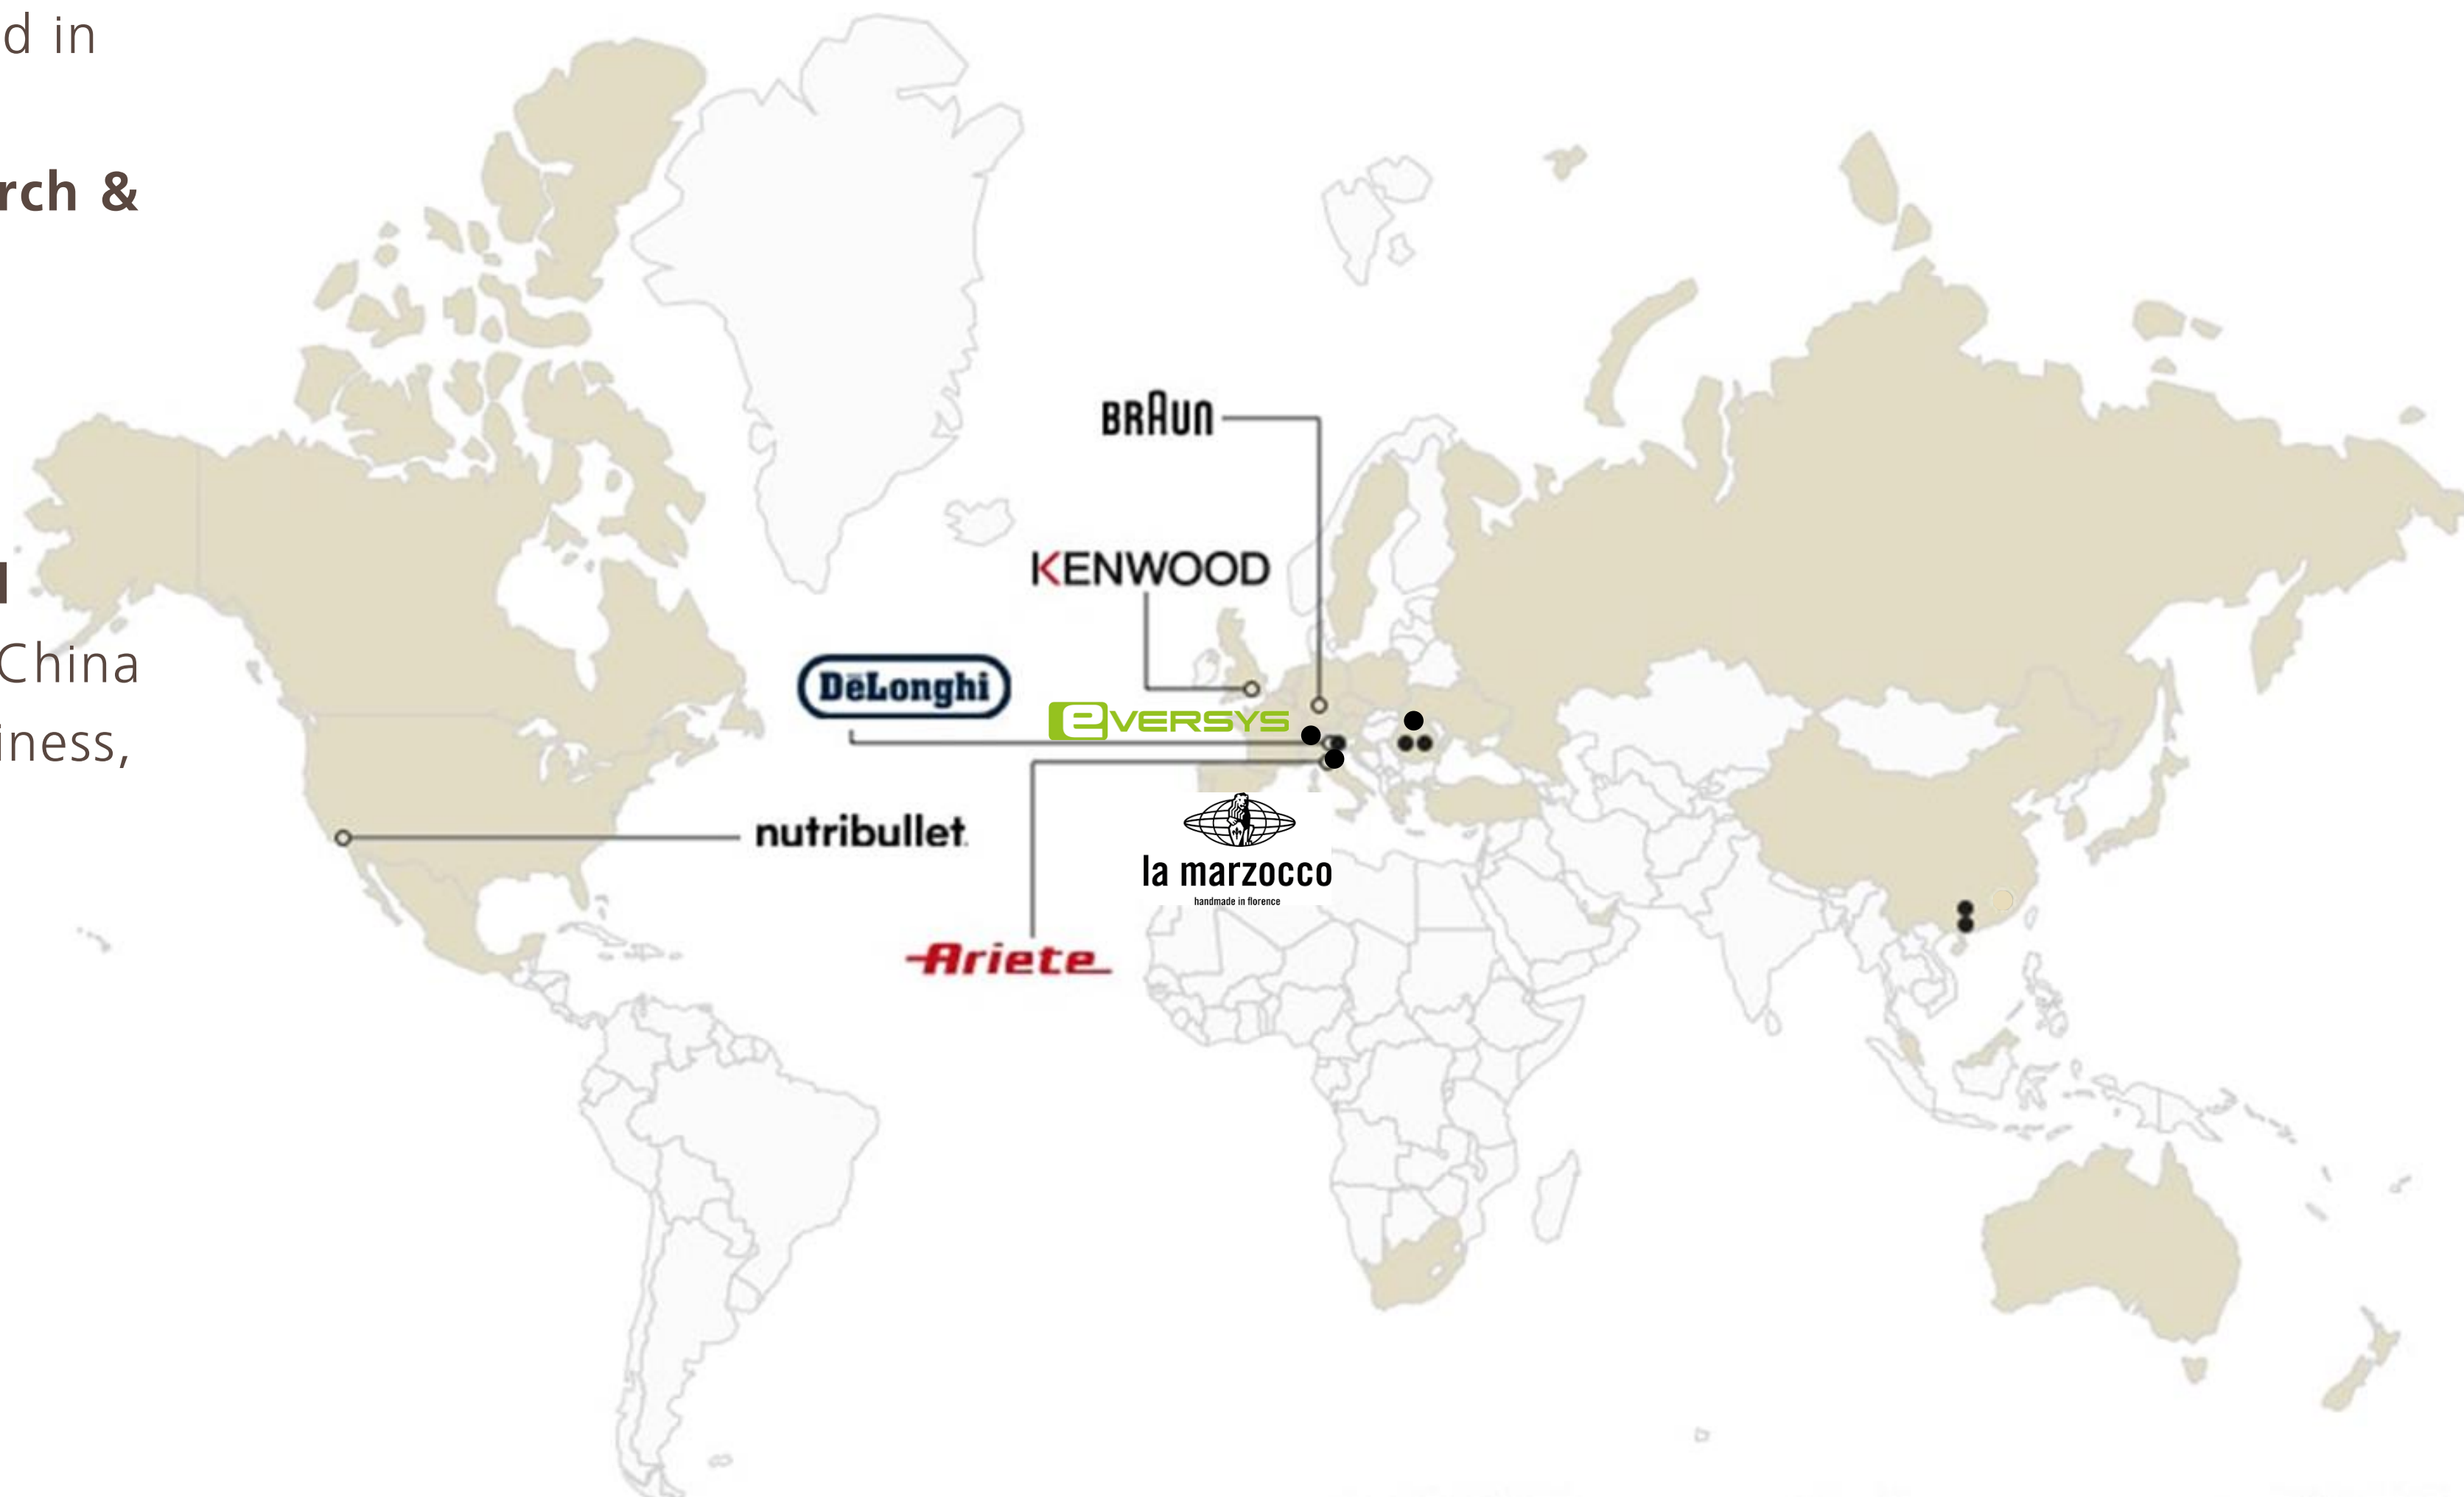 d in
rch &
l
China
iness,
BRAUN
KENWOOD
DeLonghi
eversys
nutribullet.
la marzocco
handmade in florence
Ariete